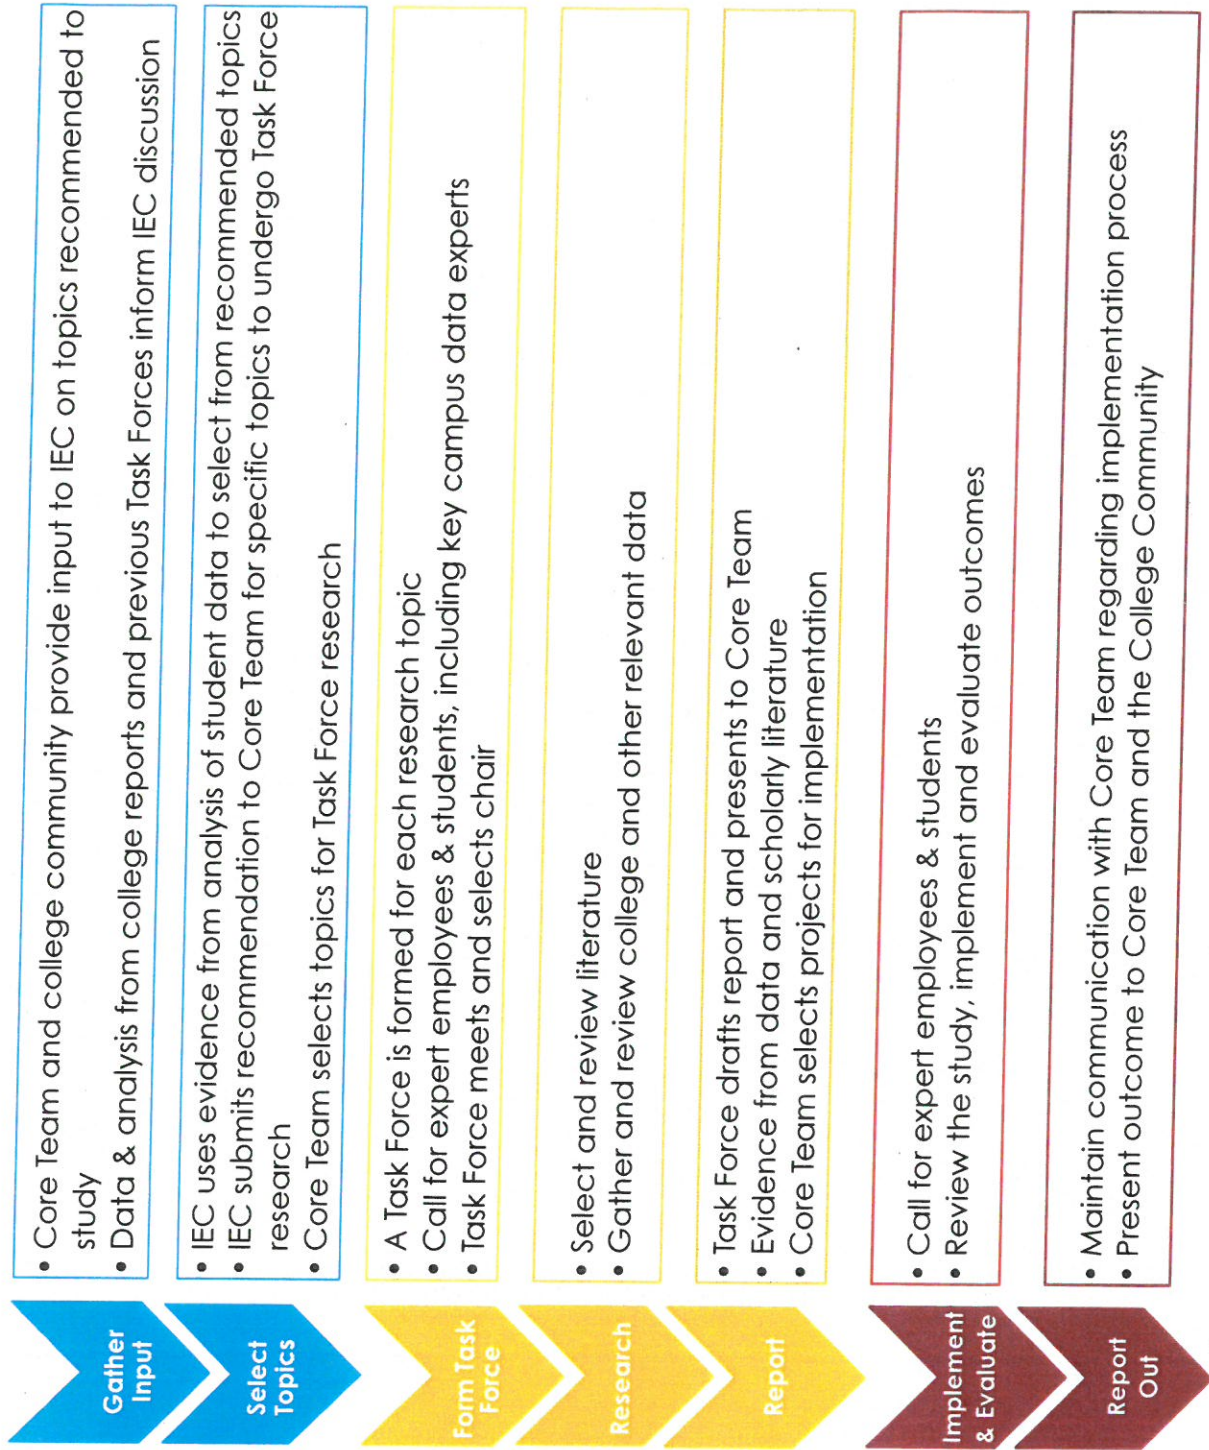 Gather
Input
• Core Team and college community provide input to IEC on topics recommended to
study
• Data & analysis from college reports and previous Task Forces inform IEC discussion
Select
Topics
• IEC uses evidence from analysis of student data to select from recommended topics
• IEC submits recommendation to Core Team for specific topics to undergo Task Force
research
• Core Team selects topics for Task Force research
Form Task
Force
• A Task Force is formed for each research topic
• Call for expert employees & students, including key campus data experts
• Task Force meets and selects chair
Research
• Select and review literature
• Gather and review college and other relevant data
Report
• Task Force drafts report and presents to Core Team
• Evidence from data and scholarly literature
• Core Team selects projects for implementation
Implement
& Evaluate
• Call for expert employees & students
• Review the study, implement and evaluate outcomes
Report
Out
• Maintain communication with Core Team regarding implementation process
• Present outcome to Core Team and the College Community